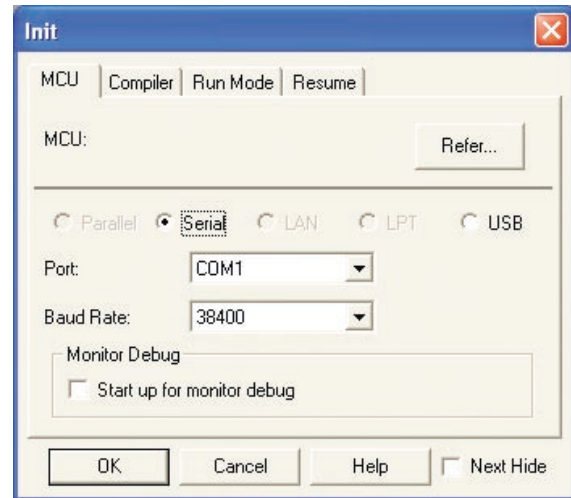 Init
MCU Compiler Run Mode Resume
MCU:
Refer...
Parallel Serial LAN LPT USB
Port: COM1
Baud Rate: 38400
Monitor Debug
Start up for monitor debug
OK Cancel Help Next Hide